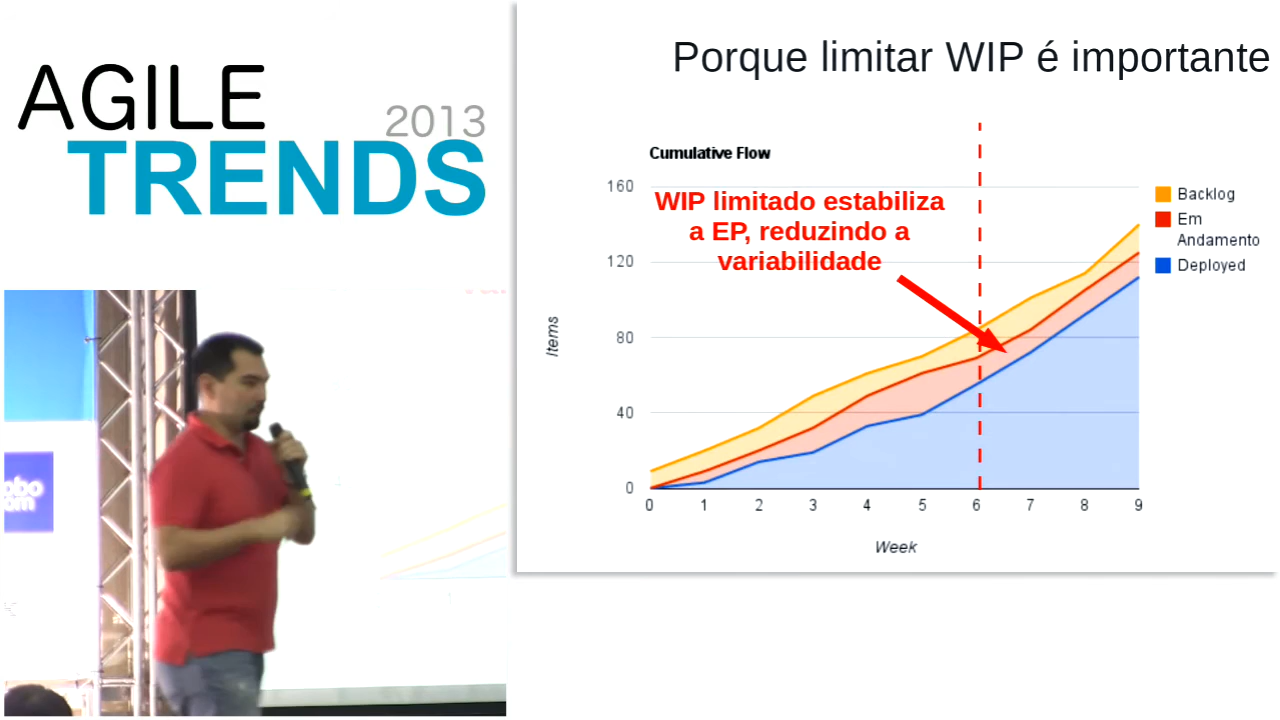 AGILE
2013
TRENDS
Porque limitar WIP é importante
Cumulative Flow
WIP limitado estabiliza
a EP, reduzindo a
variabilidade
160
120
80
40
0
Items
0 1 2 3 4 5 6 7 8 9
Week
Backlog
Em
Andamento
Deployed